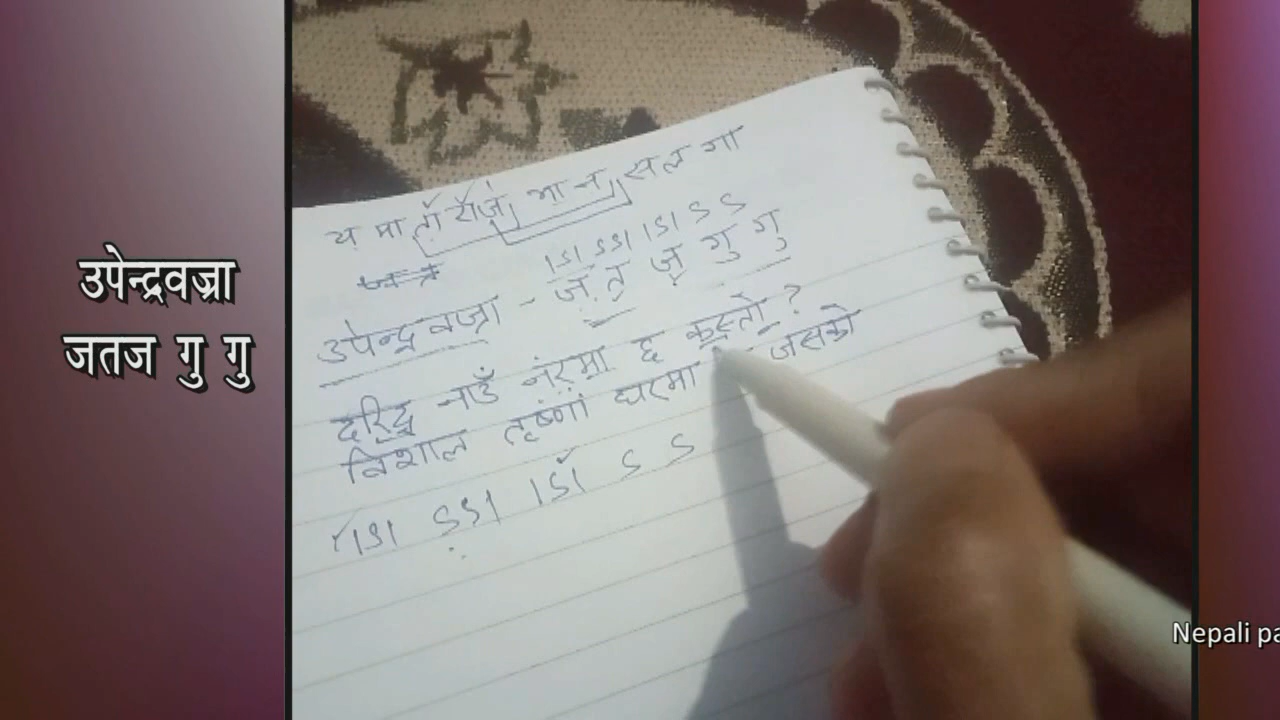 उपेन्द्रवज्रा
जतज गु गु
य मा ता रा ज भा न स ल गा
।ऽ। ऽऽ। ।ऽ। ऽ ऽ
उपेन्द्रवज्रा - ज त ज गु गु
दरिद्र नाउँ नरमा छ कस्तो ?
विशाल तृष्णा घरमा - जसको
।ऽ। ऽऽ। ।ऽ। ऽ ऽ
Nepali pa